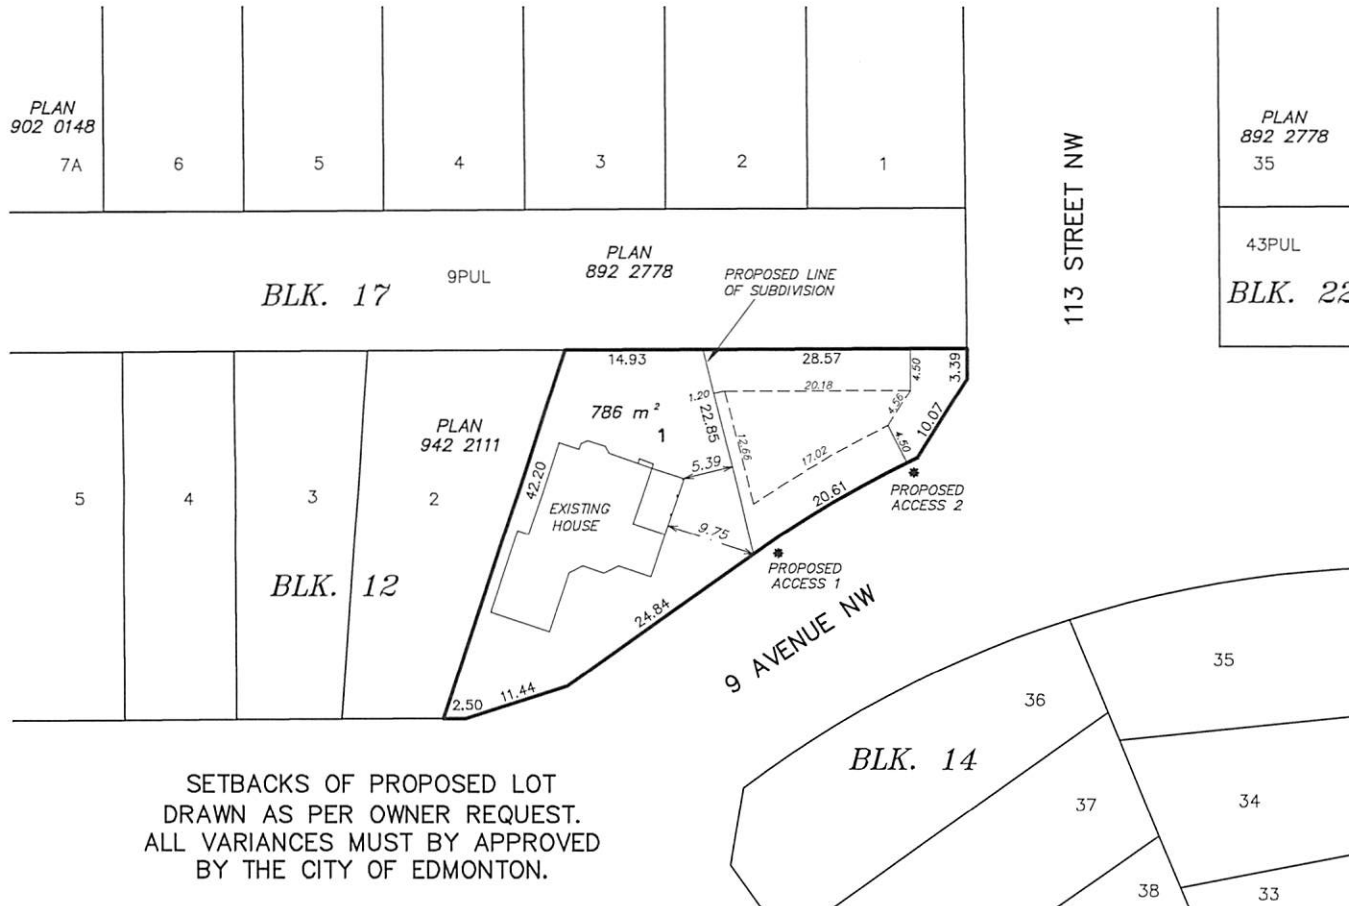 PLAN
902 0148
7A
6
5
4
3
2
1
113 STREET NW
PLAN
892 2778
35
43PUL
BLK. 22
BLK. 17
9PUL
PLAN
892 2778
PROPOSED LINE
OF SUBDIVISION
14.93
28.57
3.39
4.50
20.18
1.20
4.56
10.07
22.85
12.66
17.02
4.50
786 m²
1
5.39
20.61
PROPOSED
ACCESS 2
PLAN
942 2111
42.20
EXISTING
HOUSE
9.75
PROPOSED
ACCESS 1
5
4
3
2
BLK. 12
24.84
9 AVENUE NW
2.50
11.44
35
36
BLK. 14
37
34
38
33
SETBACKS OF PROPOSED LOT
DRAWN AS PER OWNER REQUEST.
ALL VARIANCES MUST BY APPROVED
BY THE CITY OF EDMONTON.